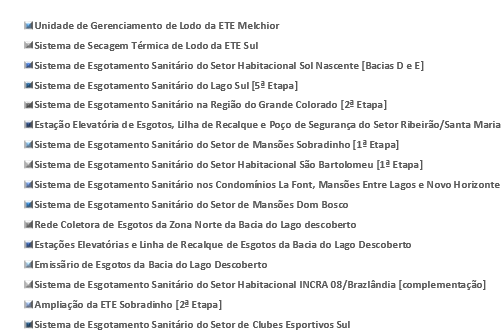 Unidade de Gerenciamento de Lodo da ETE Melchior
Sistema de Secagem Térmica de Lodo da ETE Sul
Sistema de Esgotamento Sanitário do Setor Habitacional Sol Nascente [Bacias D e E]
Sistema de Esgotamento Sanitário do Lago Sul [5ª Etapa]
Sistema de Esgotamento Sanitário na Região do Grande Colorado [2ª Etapa]
Estação Elevatória de Esgotos, Lilha de Recalque e Poço de Segurança do Setor Ribeirão/Santa Maria
Sistema de Esgotamento Sanitário do Setor de Mansões Sobradinho [1ª Etapa]
Sistema de Esgotamento Sanitário do Setor Habitacional São Bartolomeu [1ª Etapa]
Sistema de Esgotamento Sanitário nos Condomínios La Font, Mansões Entre Lagos e Novo Horizonte
Sistema de Esgotamento Sanitário do Setor de Mansões Dom Bosco
Rede Coletora de Esgotos da Zona Norte da Bacia do Lago descoberto
Estações Elevatórias e Linha de Recalque de Esgotos da Bacia do Lago Descoberto
Emissário de Esgotos da Bacia do Lago Descoberto
Sistema de Esgotamento Sanitário do Setor Habitacional INCRA 08/Brazlândia [complementação]
Ampliação da ETE Sobradinho [2ª Etapa]
Sistema de Esgotamento Sanitário do Setor de Clubes Esportivos Sul